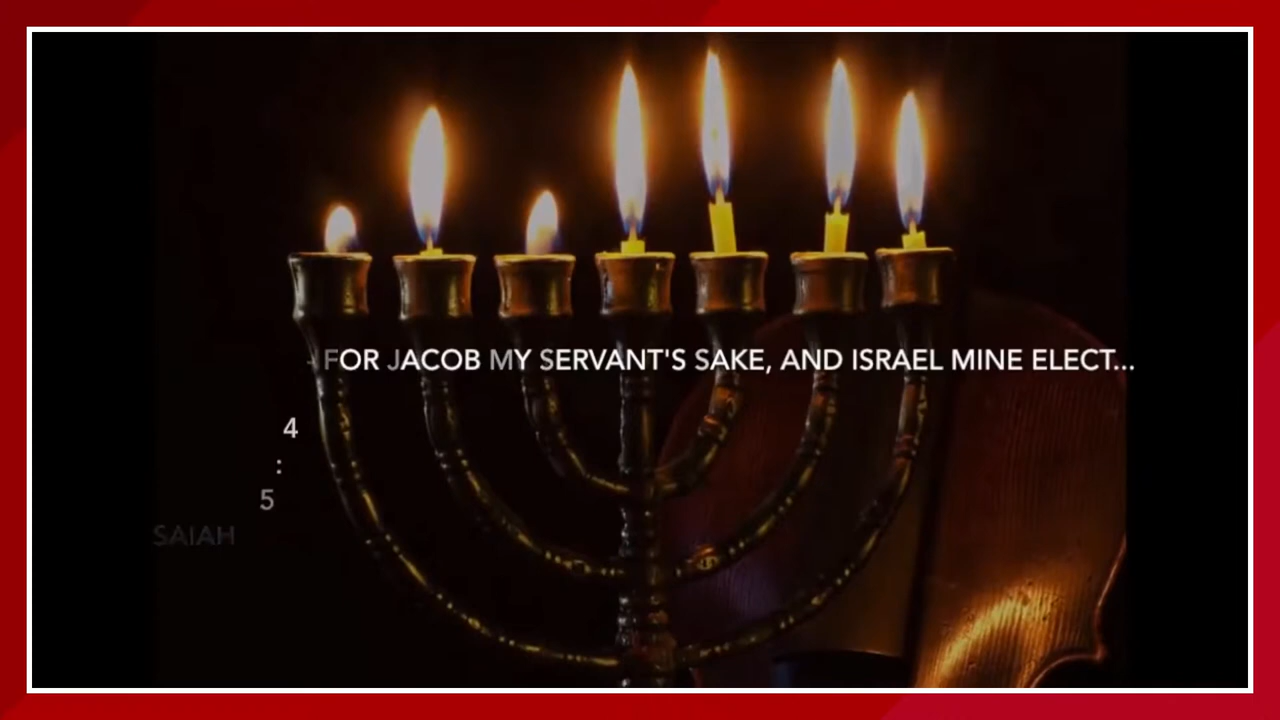 - FOR JACOB MY SERVANT'S SAKE, AND ISRAEL MINE ELECT...
4
:
5
SAIAH